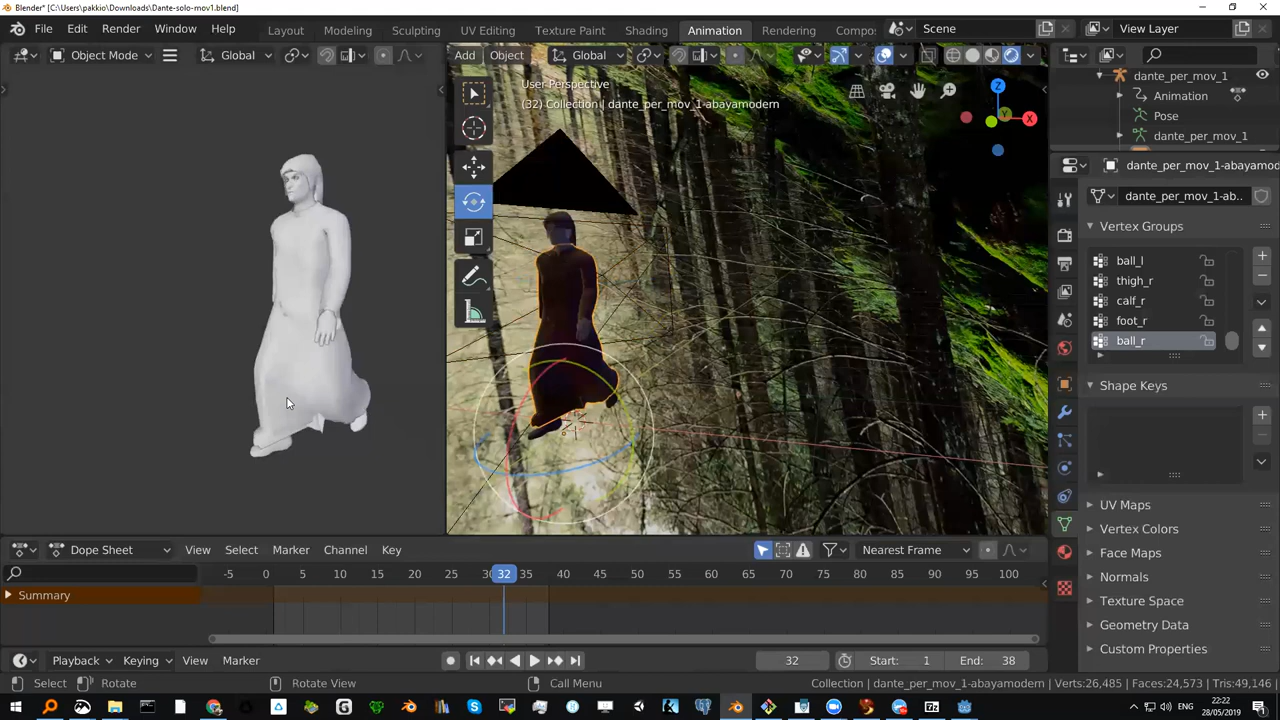 Blender* [C:\Users\pakkio\Downloads\Dante-solo-mov1.blend]
File Edit Render Window Help Layout Modeling Sculpting UV Editing Texture Paint Shading Animation Rendering Compos Scene View Layer
Object Mode Global Add Object Global
User Perspective
(32) Collection | dante_per_mov_1-abayamodern
Z
Y
X
dante_per_mov_1
Animation
Pose
dante_per_mov_1
dante_per_mov_1-abayamod
dante_per_mov_1-ab..
Vertex Groups
ball_l
thigh_r
calf_r
foot_r
ball_r
Shape Keys
UV Maps
Vertex Colors
Face Maps
Normals
Texture Space
Geometry Data
Custom Properties
Dope Sheet View Select Marker Channel Key Nearest Frame
-5 0 5 10 15 20 25 30 32 35 40 45 50 55 60 65 70 75 80 85 90 95 100
Summary
Playback Keying View Marker 32 Start: 1 End: 38
Select Rotate Rotate View Call Menu Collection | dante_per_mov_1-abayamodern | Verts:26,485 | Faces:24,573 | Tris:49,146
ENG 22:22
28/05/2019